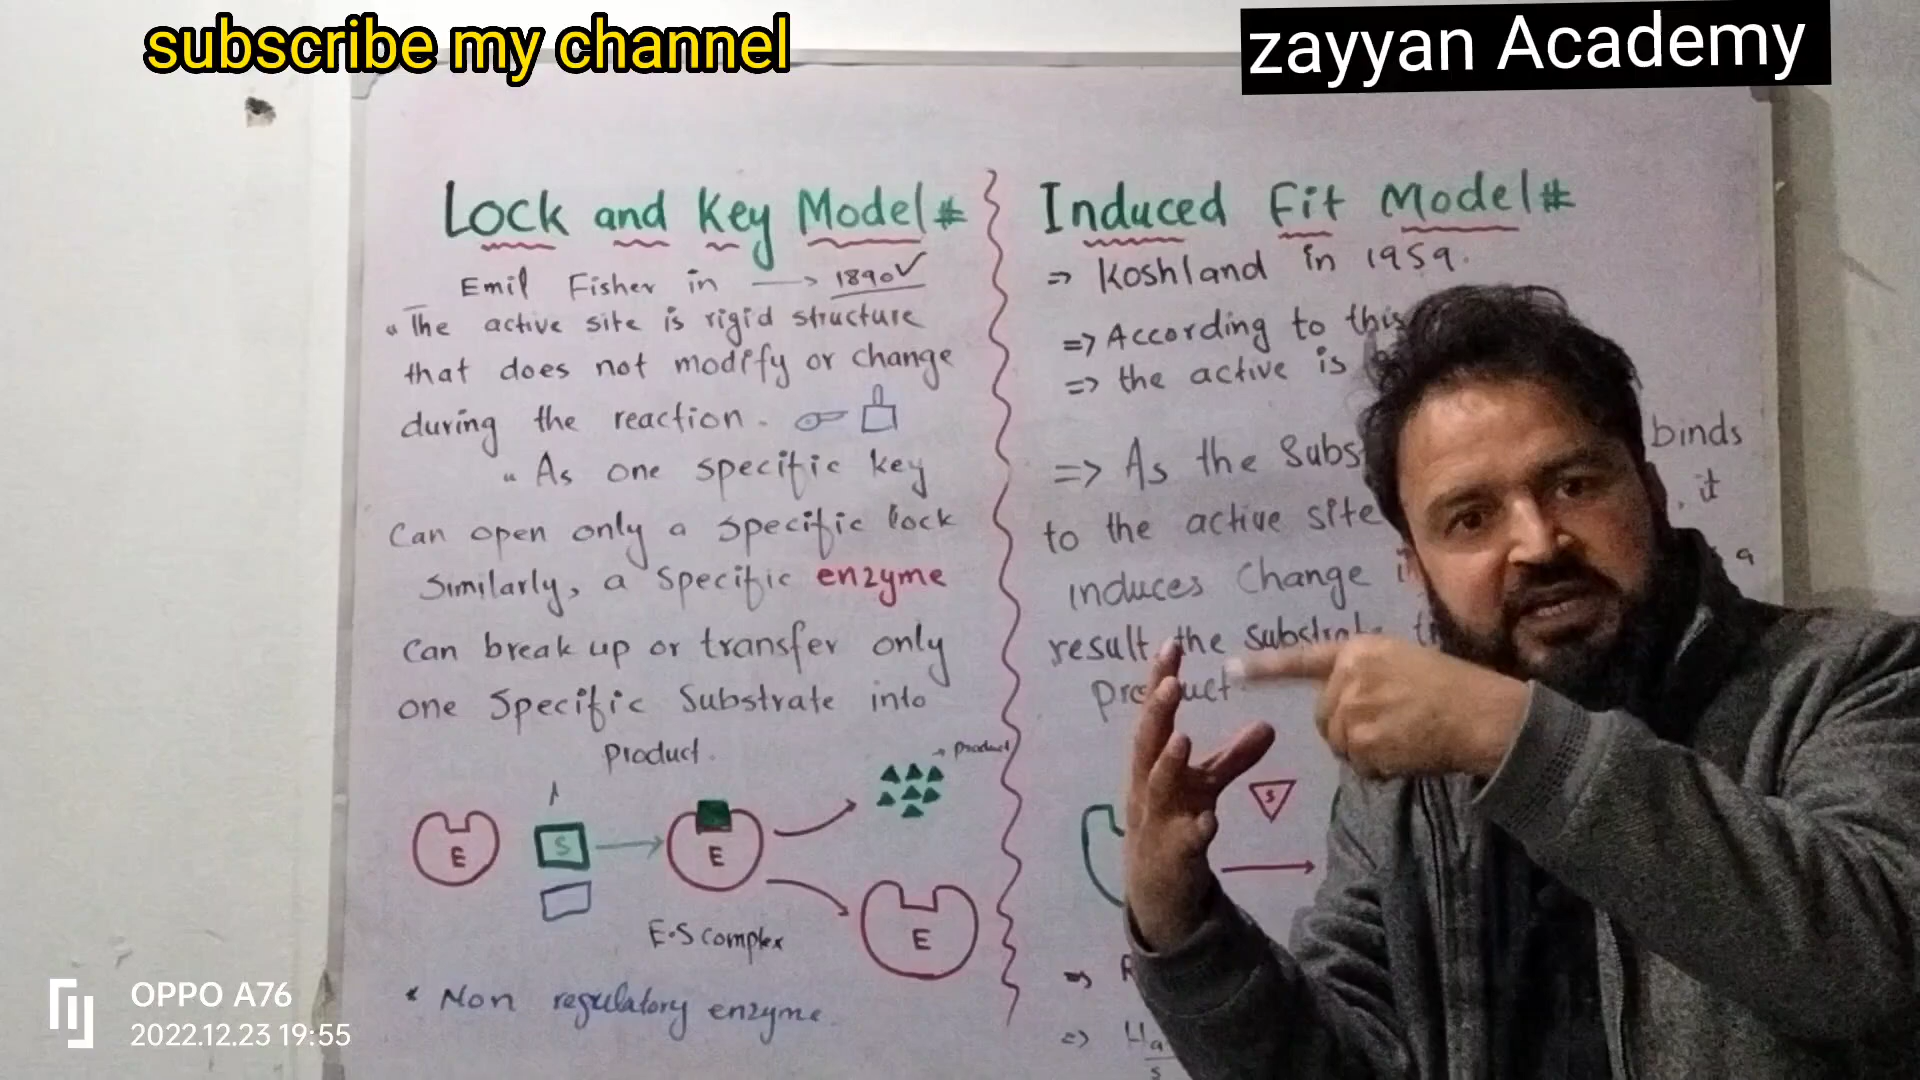 subscribe my channel
zayyan Academy
Lock and Key Model #
Emil Fisher in → 1890 ✓
" The active site is rigid structure
that does not modify or change
during the reaction.
" As one specific key
Can open only a specific lock
Similarly, a specific enzyme
Can break up or transfer only
one Specific Substrate into
Product.
→ Product
E
S
E
E
E.S complex
* Non regulatory enzyme
Induced Fit Model #
=> Koshland in 1959.
=> According to this
=> the active is
=> As the Subs binds
to the active site , it
induces Change a
result the substrate
product
S
=>
=> Ha
OPPO A76
2022.12.23 19:55